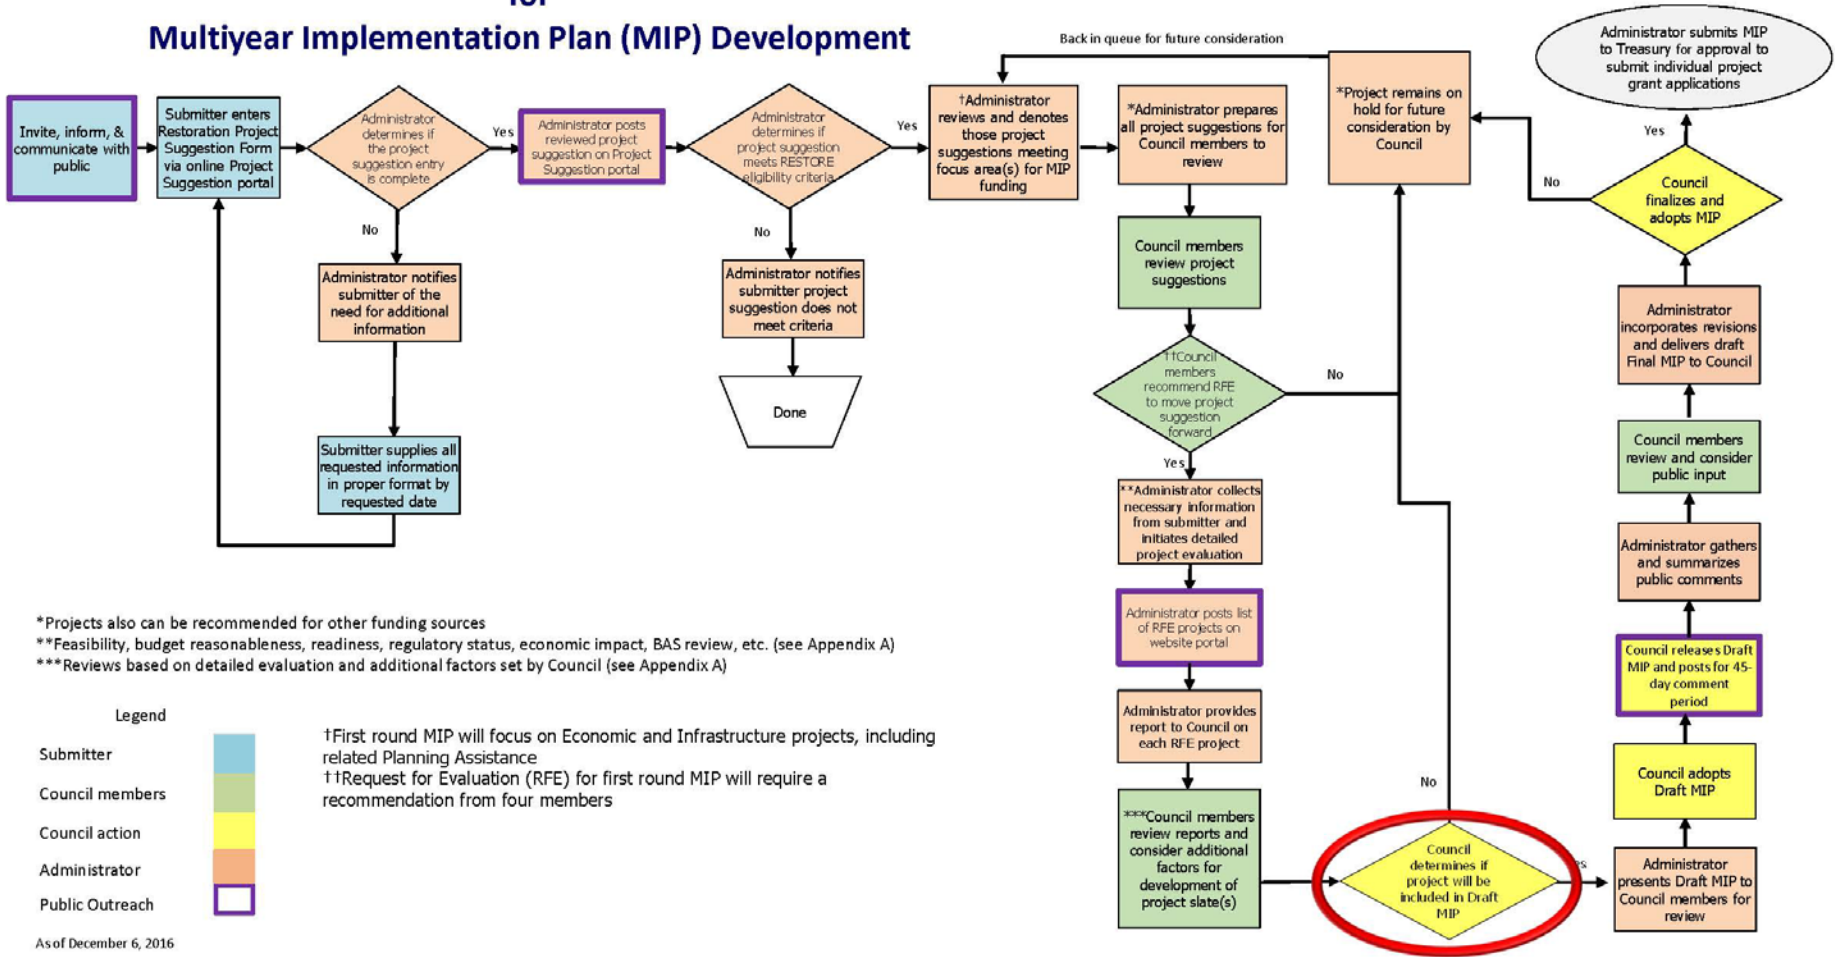 for
Multiyear Implementation Plan (MIP) Development
Invite, inform, &
communicate with
public
Submitter enters
Restoration Project
Suggestion Form
via online Project
Suggestion portal
Administrator
determines if
the project
suggestion entry
is complete
Yes
No
Administrator notifies
submitter of the
need for additional
information
Submitter supplies all
requested information
in proper format by
requested date
Administrator posts
reviewed project
suggestion on Project
Suggestion portal
Administrator
determines if
project suggestion
meets RESTORE
eligibility criteria
Yes
No
Administrator notifies
submitter project
suggestion does not
meet criteria
Done
Back in queue for future consideration
†Administrator
reviews and denotes
those project
suggestions meeting
focus area(s) for MIP
funding
*Administrator prepares
all project suggestions for
Council members to
review
Council members
review project
suggestions
††Council
members
recommend RFE
to move project
suggestion
forward
No
Yes
**Administrator collects
necessary information
from submitter and
initiates detailed
project evaluation
Administrator posts list
of RFE projects on
website portal
Administrator provides
report to Council on
each RFE project
***Council members
review reports and
consider additional
factors for
development of
project slate(s)
Council
determines if
project will be
included in Draft
MIP
No
Administrator
presents Draft MIP to
Council members for
review
Council adopts
Draft MIP
Council releases Draft
MIP and posts for 45-
day comment
period
Administrator gathers
and summarizes
public comments
Council members
review and consider
public input
Administrator
incorporates revisions
and delivers draft
Final MIP to Council
Council
finalizes and
adopts MIP
No
Yes
*Project remains on
hold for future
consideration by
Council
Administrator submits MIP
to Treasury for approval to
submit individual project
grant applications
*Projects also can be recommended for other funding sources
**Feasibility, budget reasonableness, readiness, regulatory status, economic impact, BAS review, etc. (see Appendix A)
***Reviews based on detailed evaluation and additional factors set by Council (see Appendix A)
Legend
Submitter
Council members
Council action
Administrator
Public Outreach
†First round MIP will focus on Economic and Infrastructure projects, including
related Planning Assistance
††Request for Evaluation (RFE) for first round MIP will require a
recommendation from four members
As of December 6, 2016